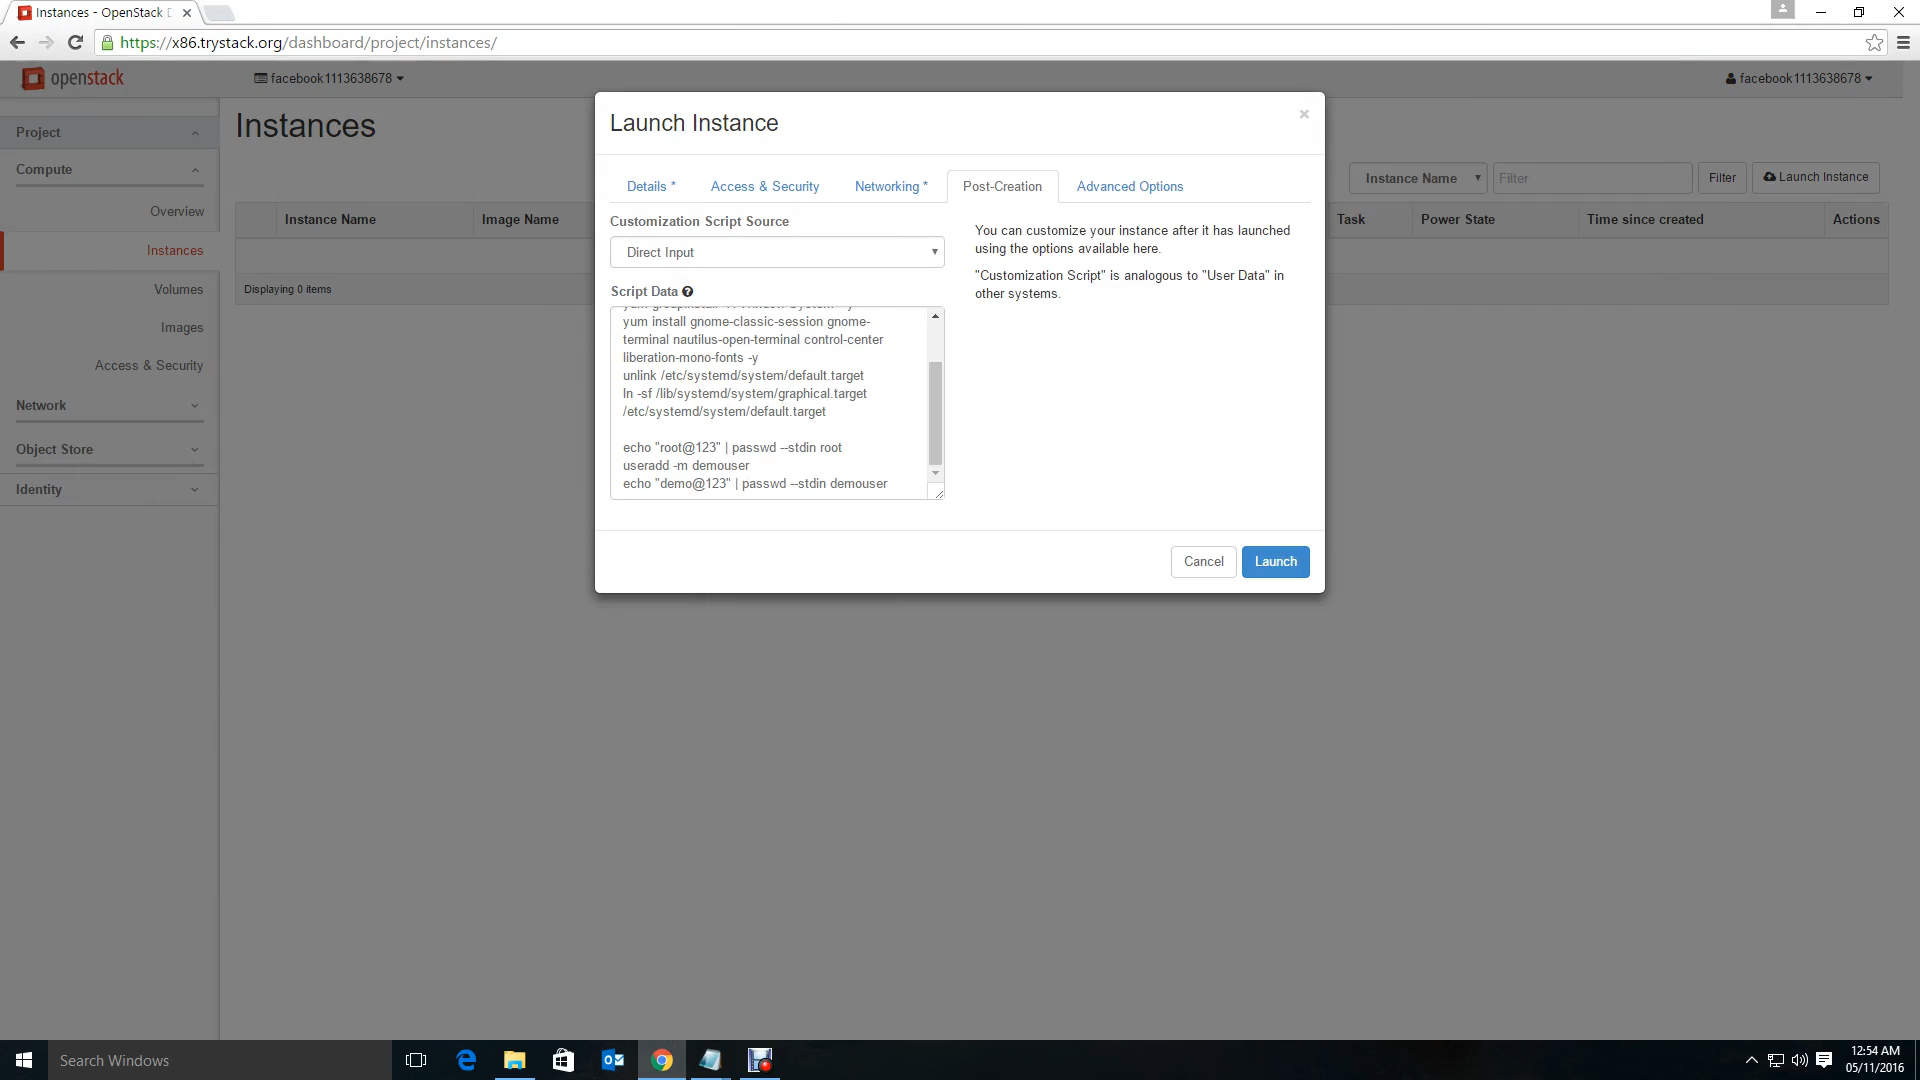 Instances - OpenStack D
https://x86.trystack.org/dashboard/project/instances/
openstack
facebook1113638678
facebook1113638678
Project
Compute
Overview
Instances
Volumes
Images
Access & Security
Network
Object Store
Identity
Instances
Instance Name
Filter
Filter
Launch Instance
Instance Name
Image Name
Task
Power State
Time since created
Actions
Displaying 0 items
Launch Instance
×
Details *
Access & Security
Networking *
Post-Creation
Advanced Options
Customization Script Source
Direct Input
Script Data
yum install gnome-classic-session gnome-
terminal nautilus-open-terminal control-center
liberation-mono-fonts -y
unlink /etc/systemd/system/default.target
ln -sf /lib/systemd/system/graphical.target
/etc/systemd/system/default.target
echo "root@123" | passwd --stdin root
useradd -m demouser
echo "demo@123" | passwd --stdin demouser
You can customize your instance after it has launched
using the options available here.
"Customization Script" is analogous to "User Data" in
other systems.
Cancel
Launch
Search Windows
12:54 AM
05/11/2016